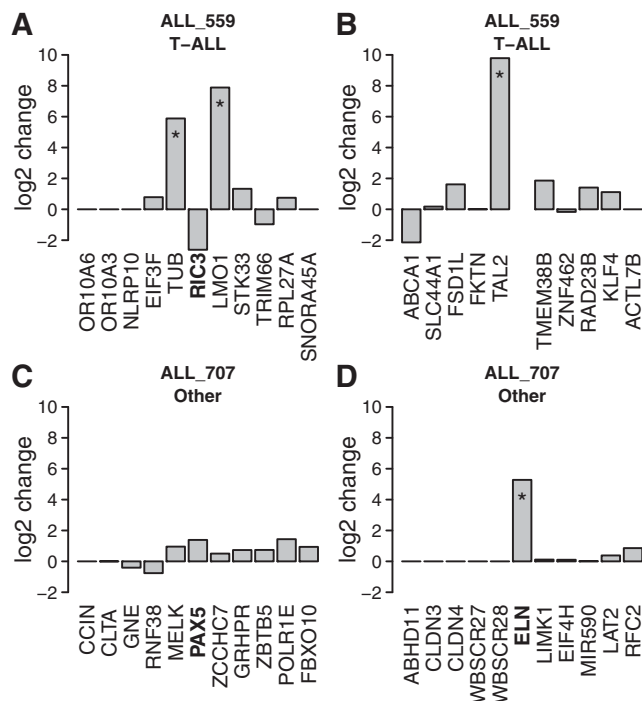 A
ALL_559
T−ALL
log2 change
10
8
6
4
2
0
−2
*
*
OR10A6
OR10A3
NLRP10
EIF3F
TUB
RIC3
LMO1
STK33
TRIM66
RPL27A
SNORA45A
B
ALL_559
T−ALL
log2 change
10
8
6
4
2
0
−2
*
ABCA1
SLC44A1
FSD1L
FKTN
TAL2
TMEM38B
ZNF462
RAD23B
KLF4
ACTL7B
C
ALL_707
Other
log2 change
10
8
6
4
2
0
−2
CCIN
CLTA
GNE
RNF38
MELK
PAX5
ZCCHC7
GRHPR
ZBTB5
POLR1E
FBXO10
D
ALL_707
Other
log2 change
10
8
6
4
2
0
−2
*
ABHD11
CLDN3
CLDN4
WBSCR27
WBSCR28
ELN
LIMK1
EIF4H
MIR590
LAT2
RFC2